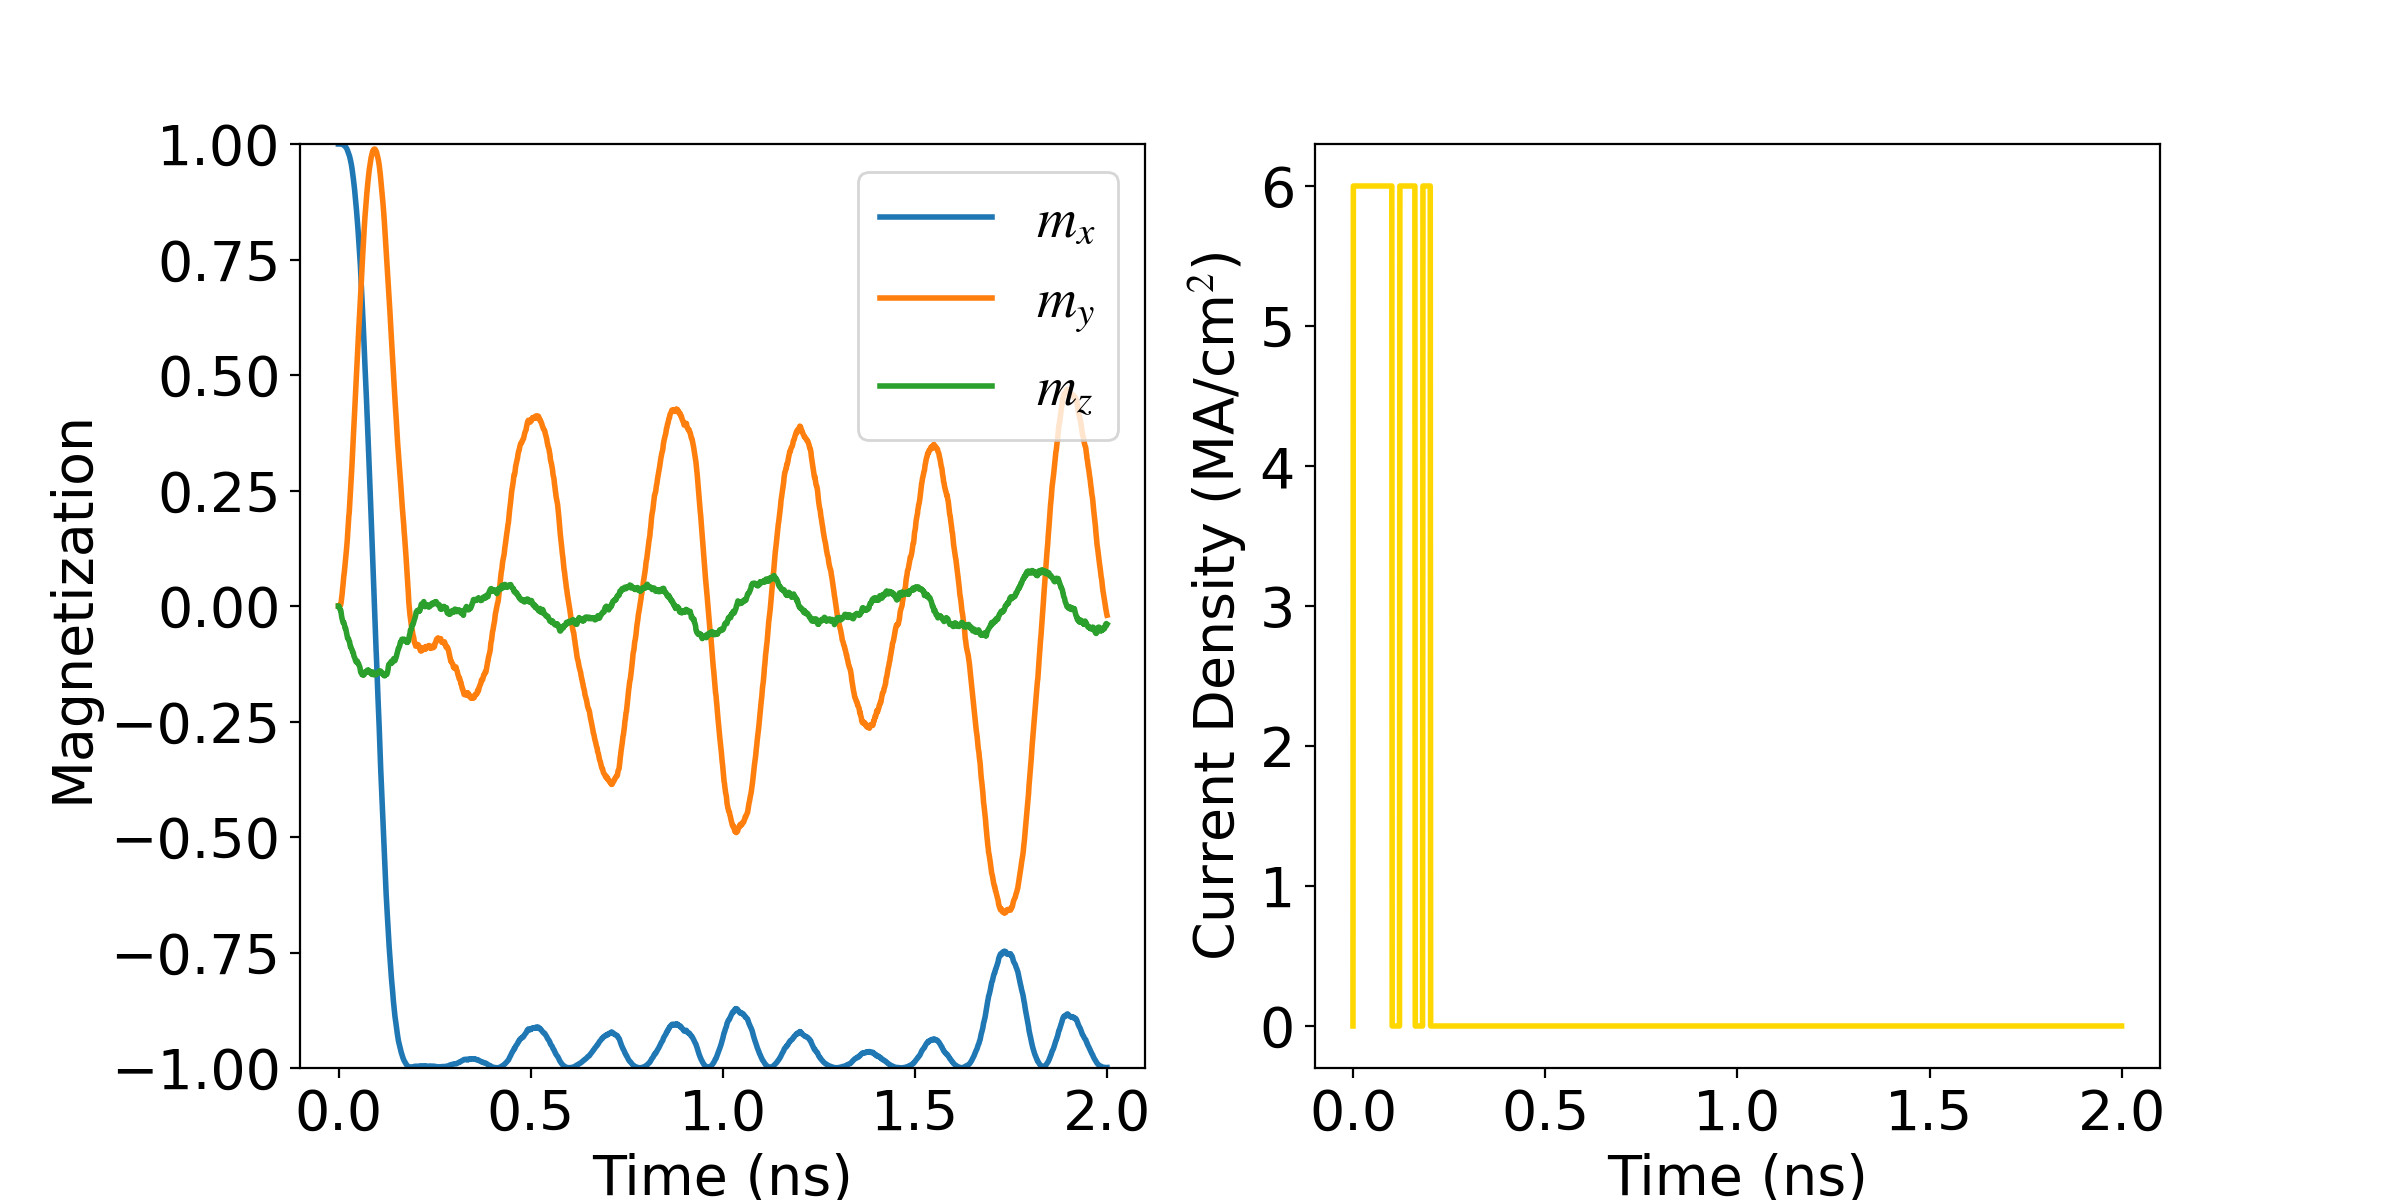 1.00
0.75
0.50
0.25
0.00
−0.25
−0.50
−0.75
−1.00
Magnetization
0.0 0.5 1.0 1.5 2.0
Time (ns)
m_x
m_y
m_z
6
5
4
3
2
1
0
Current Density (MA/cm²)
0.0 0.5 1.0 1.5 2.0
Time (ns)